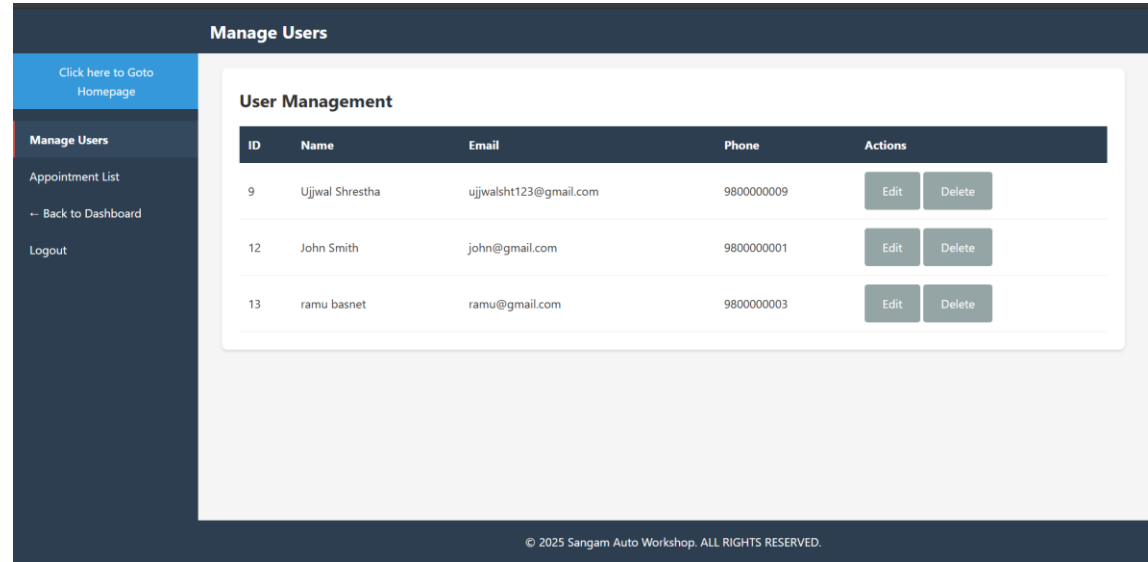 Manage Users
Click here to Goto
Homepage
Manage Users
Appointment List
← Back to Dashboard
Logout
User Management
ID Name Email Phone Actions
9 Ujjwal Shrestha ujjwalsht123@gmail.com 9800000009 Edit Delete
12 John Smith john@gmail.com 9800000001 Edit Delete
13 ramu basnet ramu@gmail.com 9800000003 Edit Delete
© 2025 Sangam Auto Workshop. ALL RIGHTS RESERVED.